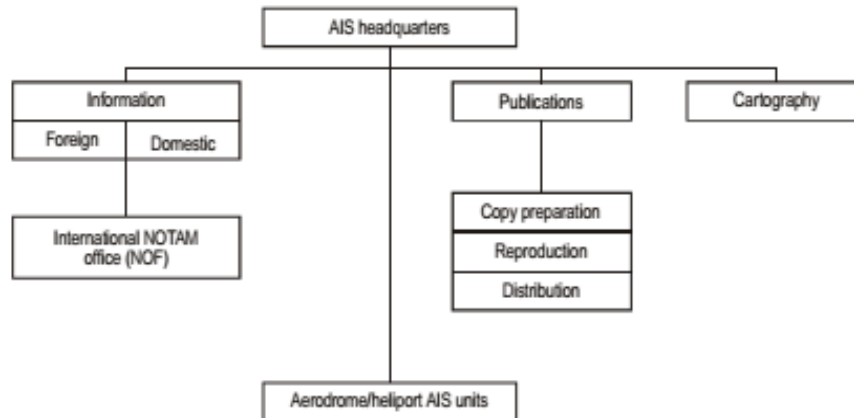 AIS headquarters
Information
Foreign
Domestic
Publications
Cartography
International NOTAM
office (NOF)
Copy preparation
Reproduction
Distribution
Aerodrome/heliport AIS units